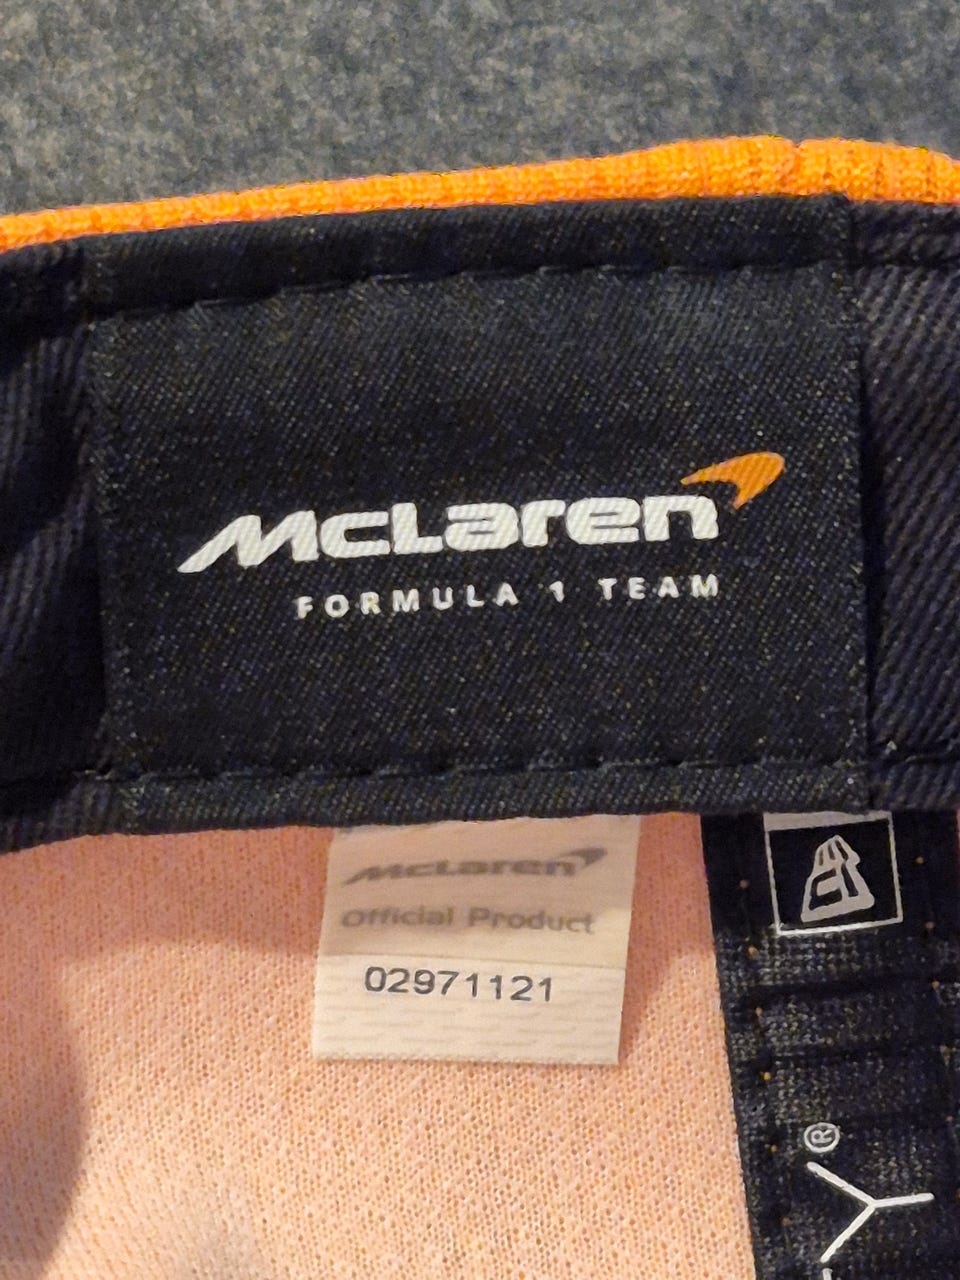 McLaren
FORMULA 1 TEAM
McLaren
Official Product
02971121
Y®